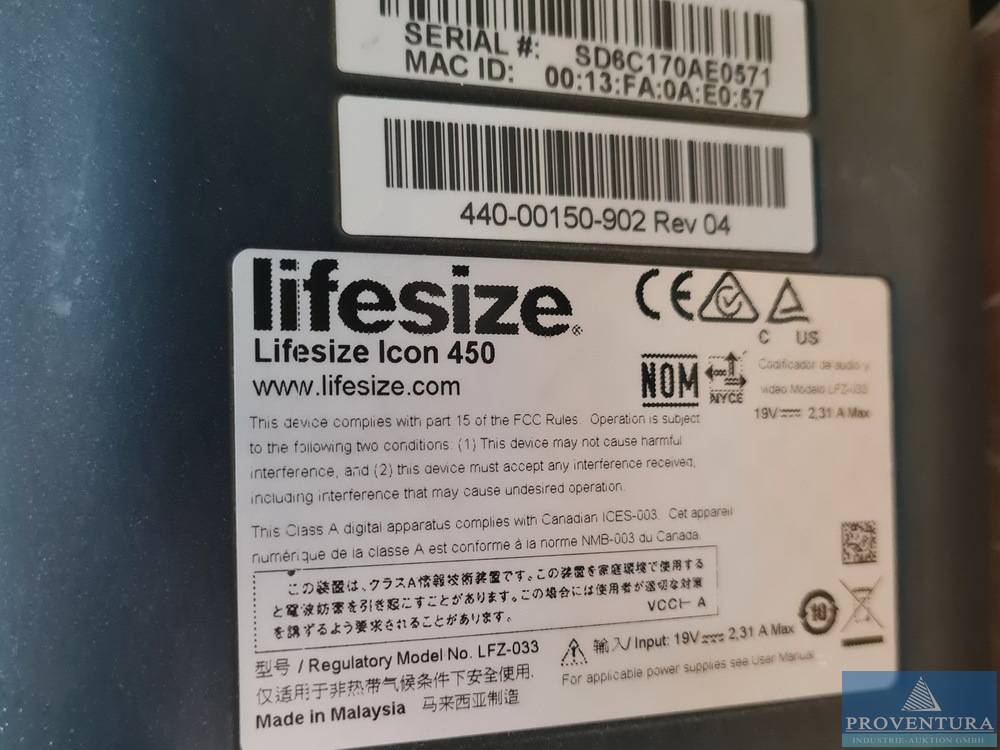 SERIAL #: SD6C170AE0571
MAC ID: 00:13:FA:0A:E0:57
440-00150-902 Rev 04
lifesize®
Lifesize Icon 450
www.lifesize.com
CE
C US
NOM
NYCE
Codificador de audio y
video Modelo LFZ-033
19V 2,31 A Max
This device complies with part 15 of the FCC Rules. Operation is subject
to the following two conditions: (1) This device may not cause harmful
interference, and (2) this device must accept any interference received,
including interference that may cause undesired operation.
This Class A digital apparatus complies with Canadian ICES-003. Cet appareil
numérique de la classe A est conforme à la norme NMB-003 du Canada.
この装置は、クラスA情報技術装置です。この装置を家庭環境で使用する
と電波妨害を引き起こすことがあります。この場合には使用者が適切な対策
を講ずるよう要求されることがあります。
VCCI- A
型号 / Regulatory Model No. LFZ-033
仅适用于非热带气候条件下安全使用.
Made in Malaysia 马来西亚制造
输入/ Input: 19V 2,31 A Max
For applicable power supplies see User Manual
10
PROVENTURA
INDUSTRIE-AUKTION GMBH